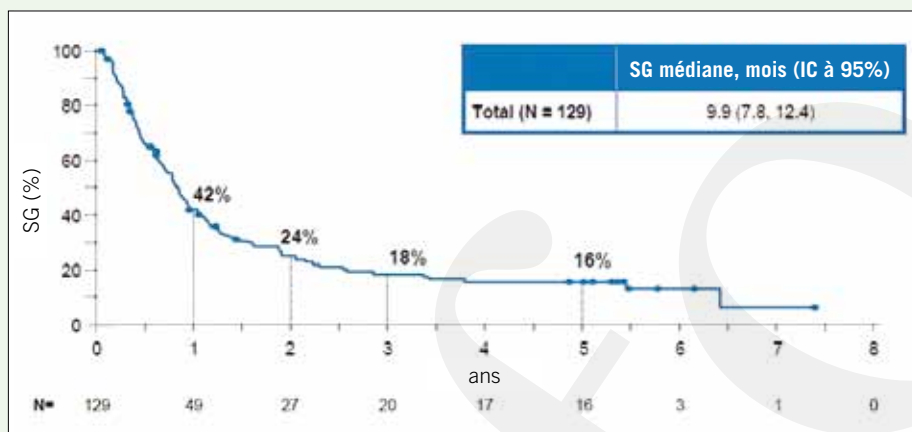 SG médiane, mois (IC à 95%)
Total (N = 129) 9.9 (7.8, 12.4)
SG (%)
100
80
60
40
20
0
42%
24%
18%
16%
0 1 2 3 4 5 6 7 8
ans
N= 129 49 27 20 17 16 3 1 0